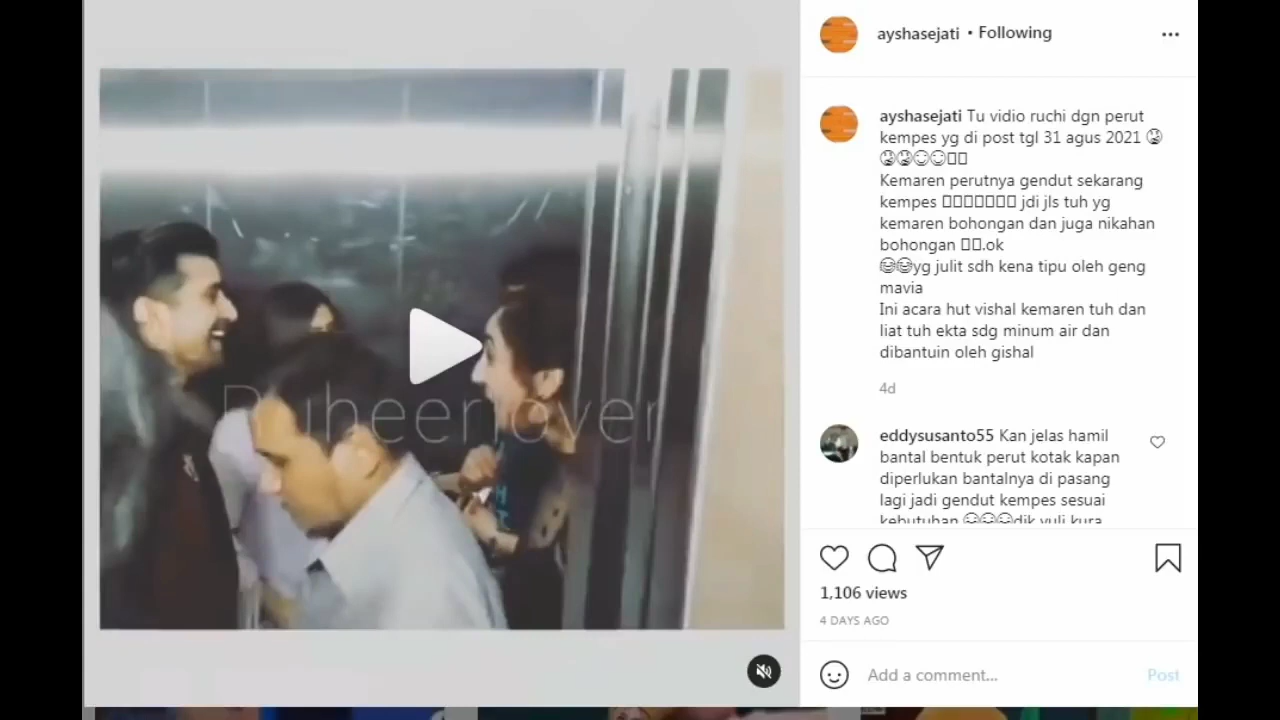 ayshasejati • Following
ayshasejati Tu vidio ruchi dgn perut
kempes yg di post tgl 31 agus 2021
Kemaren perutnya gendut sekarang
kempes jdi jls tuh yg
kemaren bohongan dan juga nikahan
bohongan .ok
yg julit sdh kena tipu oleh geng
mavia
Ini acara hut vishal kemaren tuh dan
liat tuh ekta sdg minum air dan
dibantuin oleh gishal
4d
eddysusanto55 Kan jelas hamil
bantal bentuk perut kotak kapan
diperlukan bantalnya di pasang
lagi jadi gendut kempes sesuai
kebutuhan dik yuli kura
1,106 views
4 DAYS AGO
Add a comment...
Post